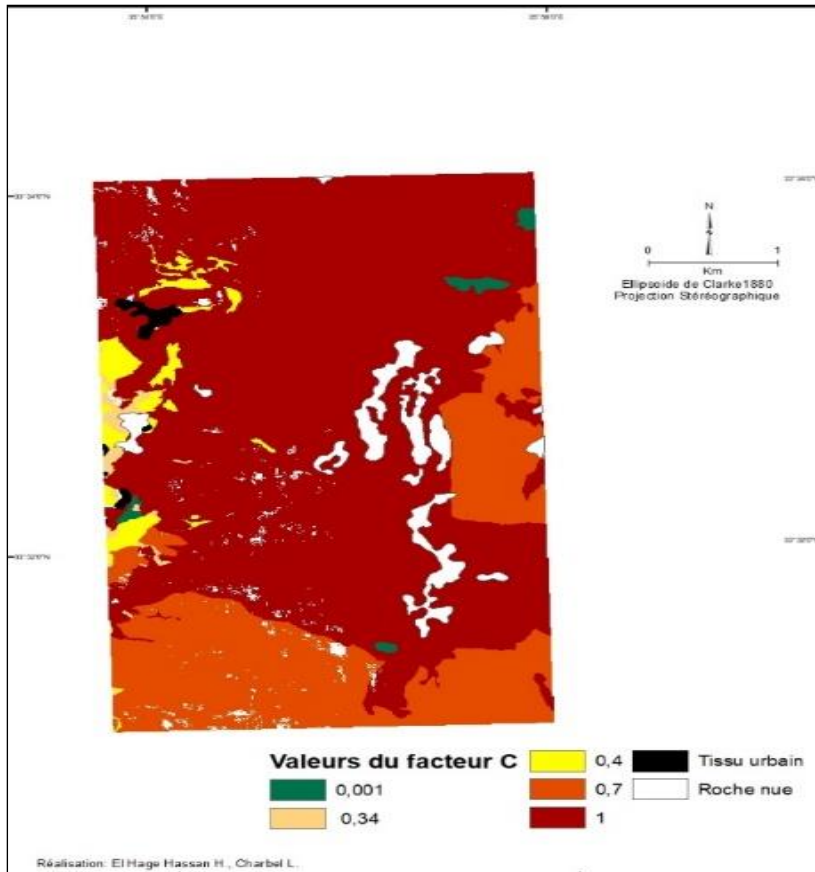 N
0 1
Km
Ellipsoide de Clarke1880
Projection Stéréographique
Valeurs du facteur C
0,001
0,34
0,4
0,7
1
Tissu urbain
Roche nue
Réalisation: El Hage Hassan H., Charbel L.